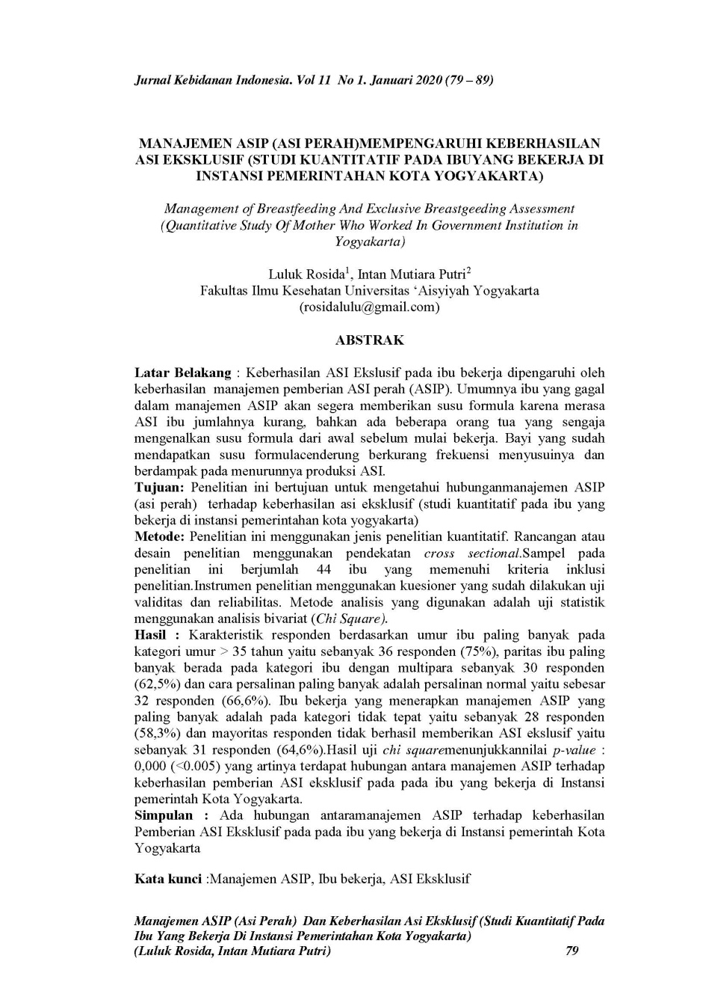 Jurnal Kebidanan Indonesia. Vol 11  No 1. Januari 2020 (79 – 89)
MANAJEMEN ASIP (ASI PERAH)MEMPENGARUHI KEBERHASILAN
ASI EKSKLUSIF (STUDI KUANTITATIF PADA IBUYANG BEKERJA DI
INSTANSI PEMERINTAHAN KOTA YOGYAKARTA)
Management of Breastfeeding And Exclusive Breastgeeding Assessment
(Quantitative Study Of Mother Who Worked In Government Institution in
Yogyakarta)
Luluk Rosida¹, Intan Mutiara Putri²
Fakultas Ilmu Kesehatan Universitas ‘Aisyiyah Yogyakarta
(rosidalulu@gmail.com)
ABSTRAK
Latar Belakang : Keberhasilan ASI Ekslusif pada ibu bekerja dipengaruhi oleh
keberhasilan  manajemen pemberian ASI perah (ASIP). Umumnya ibu yang gagal
dalam manajemen ASIP akan segera memberikan susu formula karena merasa
ASI ibu jumlahnya kurang, bahkan ada beberapa orang tua yang sengaja
mengenalkan susu formula dari awal sebelum mulai bekerja. Bayi yang sudah
mendapatkan susu formulacenderung berkurang frekuensi menyusuinya dan
berdampak pada menurunnya produksi ASI.
Tujuan: Penelitian ini bertujuan untuk mengetahui hubunganmanajemen ASIP
(asi perah)  terhadap keberhasilan asi eksklusif (studi kuantitatif pada ibu yang
bekerja di instansi pemerintahan kota yogyakarta)
Metode: Penelitian ini menggunakan jenis penelitian kuantitatif. Rancangan atau
desain penelitian menggunakan pendekatan cross sectional.Sampel pada
penelitian ini berjumlah 44 ibu yang memenuhi kriteria inklusi
penelitian.Instrumen penelitian menggunakan kuesioner yang sudah dilakukan uji
validitas dan reliabilitas. Metode analisis yang digunakan adalah uji statistik
menggunakan analisis bivariat (Chi Square).
Hasil : Karakteristik responden berdasarkan umur ibu paling banyak pada
kategori umur > 35 tahun yaitu sebanyak 36 responden (75%), paritas ibu paling
banyak berada pada kategori ibu dengan multipara sebanyak 30 responden
(62,5%) dan cara persalinan paling banyak adalah persalinan normal yaitu sebesar
32 responden (66,6%). Ibu bekerja yang menerapkan manajemen ASIP yang
paling banyak adalah pada kategori tidak tepat yaitu sebanyak 28 responden
(58,3%) dan mayoritas responden tidak berhasil memberikan ASI ekslusif yaitu
sebanyak 31 responden (64,6%).Hasil uji chi squaremenunjukkannilai p-value :
0,000 (<0.005) yang artinya terdapat hubungan antara manajemen ASIP terhadap
keberhasilan pemberian ASI eksklusif pada pada ibu yang bekerja di Instansi
pemerintah Kota Yogyakarta.
Simpulan : Ada hubungan antaramanajemen ASIP terhadap keberhasilan
Pemberian ASI Eksklusif pada pada ibu yang bekerja di Instansi pemerintah Kota
Yogyakarta
Kata kunci :Manajemen ASIP, Ibu bekerja, ASI Eksklusif
Manajemen ASIP (Asi Perah)  Dan Keberhasilan Asi Eksklusif (Studi Kuantitatif Pada
Ibu Yang Bekerja Di Instansi Pemerintahan Kota Yogyakarta)
(Luluk Rosida, Intan Mutiara Putri) 79